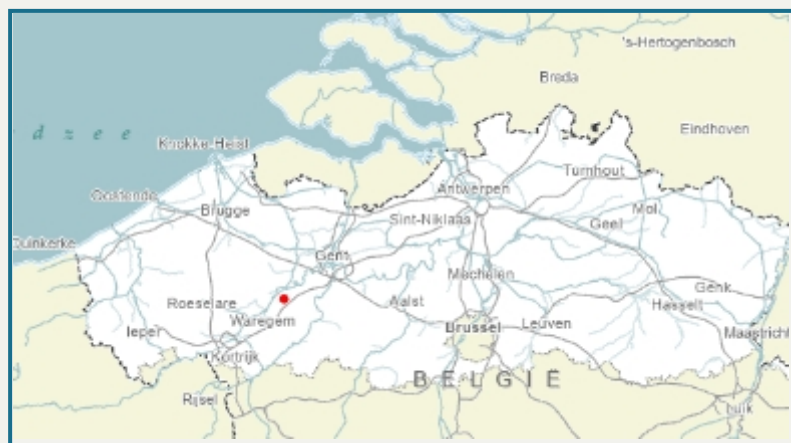 's-Hertogenbosch
Breda
d z e e
Eindhoven
Knokke-Heist
Turnhout
Antwerpen
Oostende
Mol
Brugge
Sint-Niklaas
Geel
Duinkerke
Gent
Mechelen
Genk
Roeselare
Aalst
Hasselt
Waregem
Ieper
Brussel
Leuven
Maastricht
Kortrijk
BELGIË
Rijsel
Luik